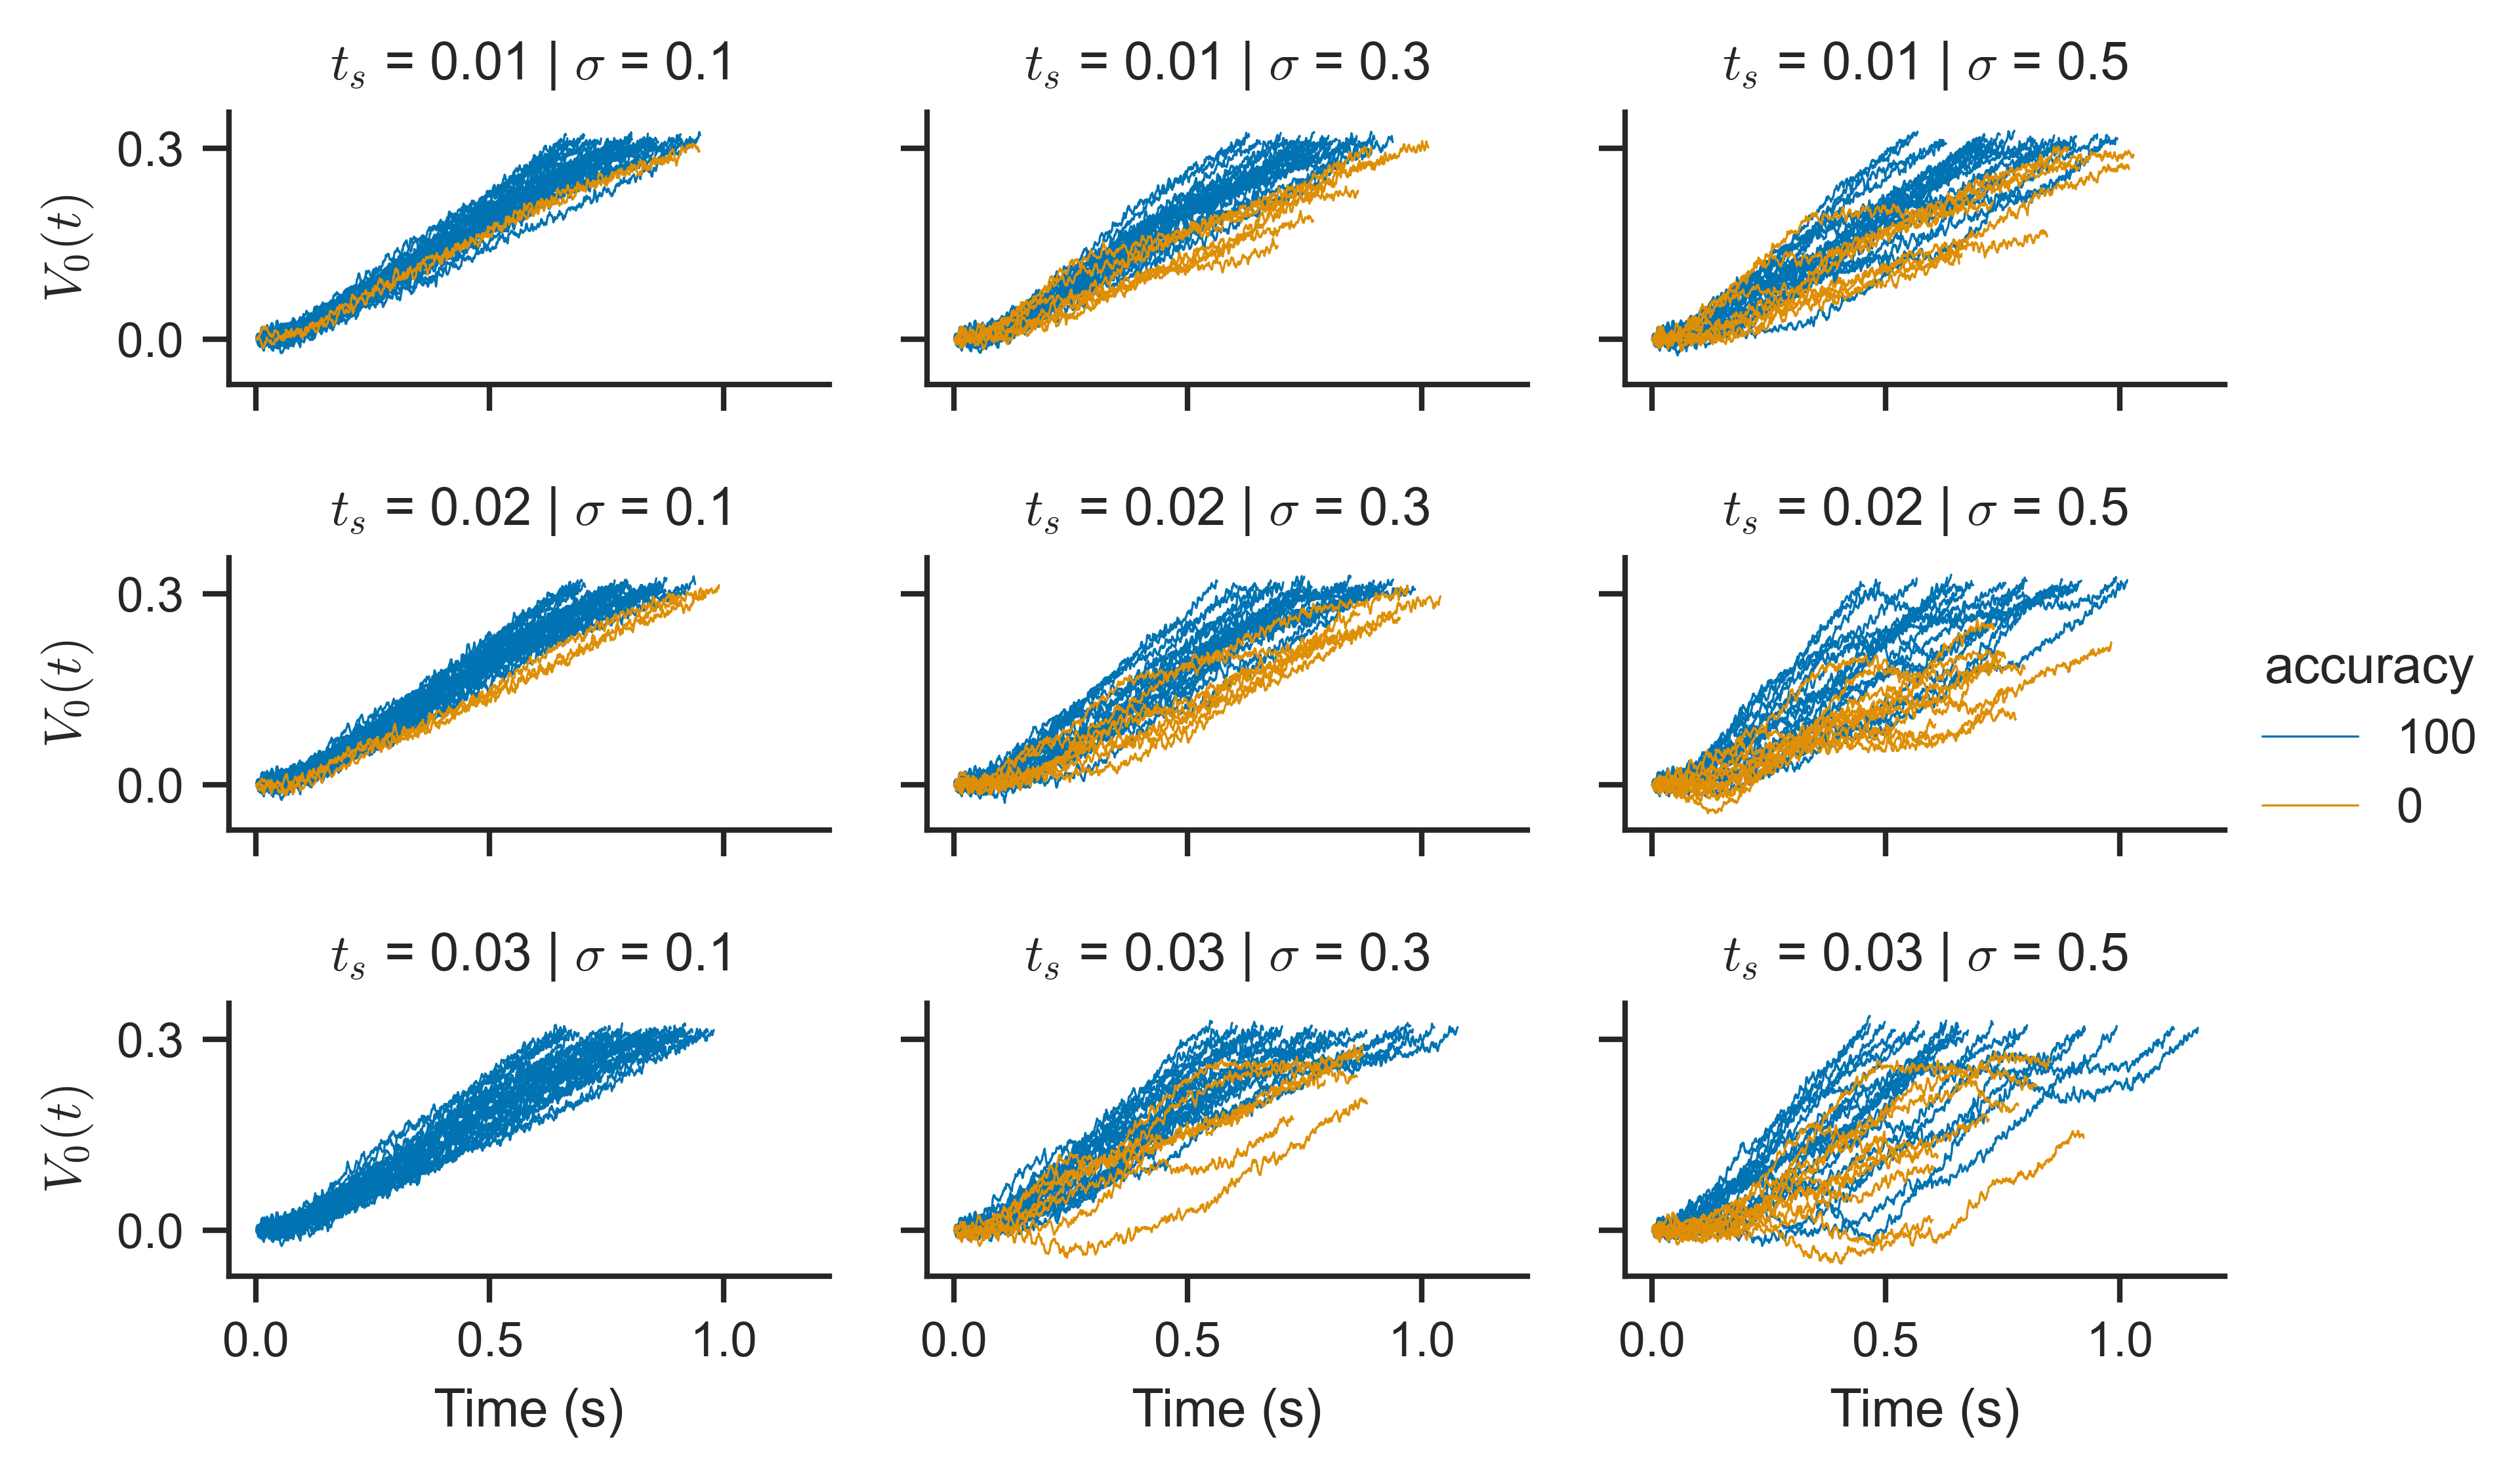 t_s = 0.01 | σ = 0.1
t_s = 0.01 | σ = 0.3
t_s = 0.01 | σ = 0.5
V_0(t)
0.3
0.0
t_s = 0.02 | σ = 0.1
t_s = 0.02 | σ = 0.3
t_s = 0.02 | σ = 0.5
V_0(t)
0.3
0.0
accuracy
100
0
t_s = 0.03 | σ = 0.1
t_s = 0.03 | σ = 0.3
t_s = 0.03 | σ = 0.5
V_0(t)
0.3
0.0
0.0 0.5 1.0
0.0 0.5 1.0
0.0 0.5 1.0
Time (s)
Time (s)
Time (s)